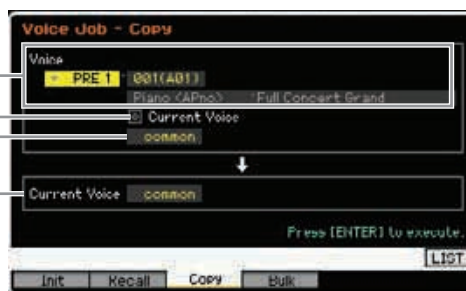 Voice Job - Copy
Voice
PRE 1 001(A01)
Piano <APno> :Full Concert Grand
Current Voice
common
Current Voice common
Press [ENTER] to execute.
LIST
Init Recall Copy Bulk